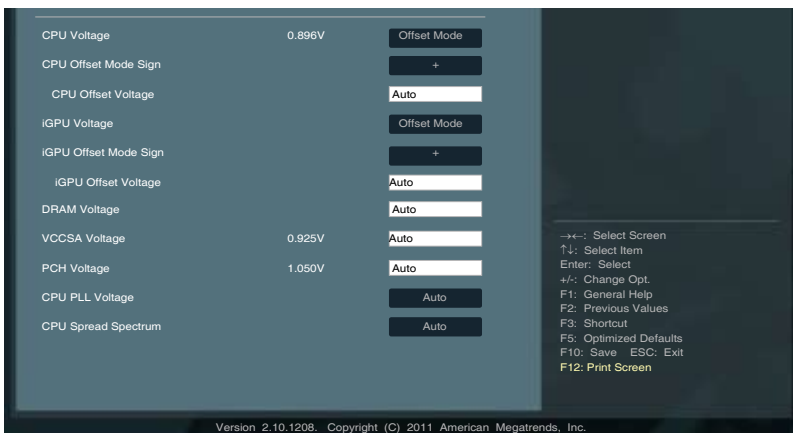 CPU Voltage 0.896V Offset Mode
CPU Offset Mode Sign +
CPU Offset Voltage Auto
iGPU Voltage Offset Mode
iGPU Offset Mode Sign +
iGPU Offset Voltage Auto
DRAM Voltage Auto
VCCSA Voltage 0.925V Auto
PCH Voltage 1.050V Auto
CPU PLL Voltage Auto
CPU Spread Spectrum Auto
→←: Select Screen
↑↓: Select Item
Enter: Select
+/-: Change Opt.
F1: General Help
F2: Previous Values
F3: Shortcut
F5: Optimized Defaults
F10: Save ESC: Exit
F12: Print Screen
Version 2.10.1208. Copyright (C) 2011 American Megatrends, Inc.